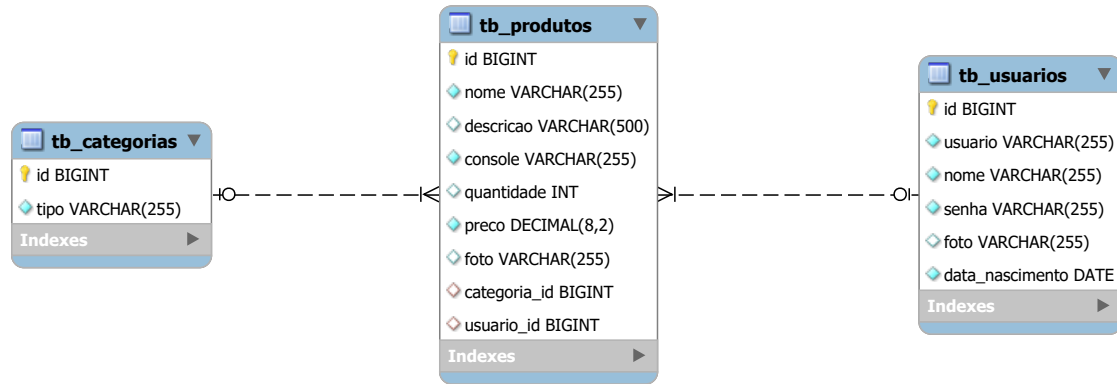 tb_categorias
id BIGINT
tipo VARCHAR(255)
Indexes
tb_produtos
id BIGINT
nome VARCHAR(255)
descricao VARCHAR(500)
console VARCHAR(255)
quantidade INT
preco DECIMAL(8,2)
foto VARCHAR(255)
categoria_id BIGINT
usuario_id BIGINT
Indexes
tb_usuarios
id BIGINT
usuario VARCHAR(255)
nome VARCHAR(255)
senha VARCHAR(255)
foto VARCHAR(255)
data_nascimento DATE
Indexes